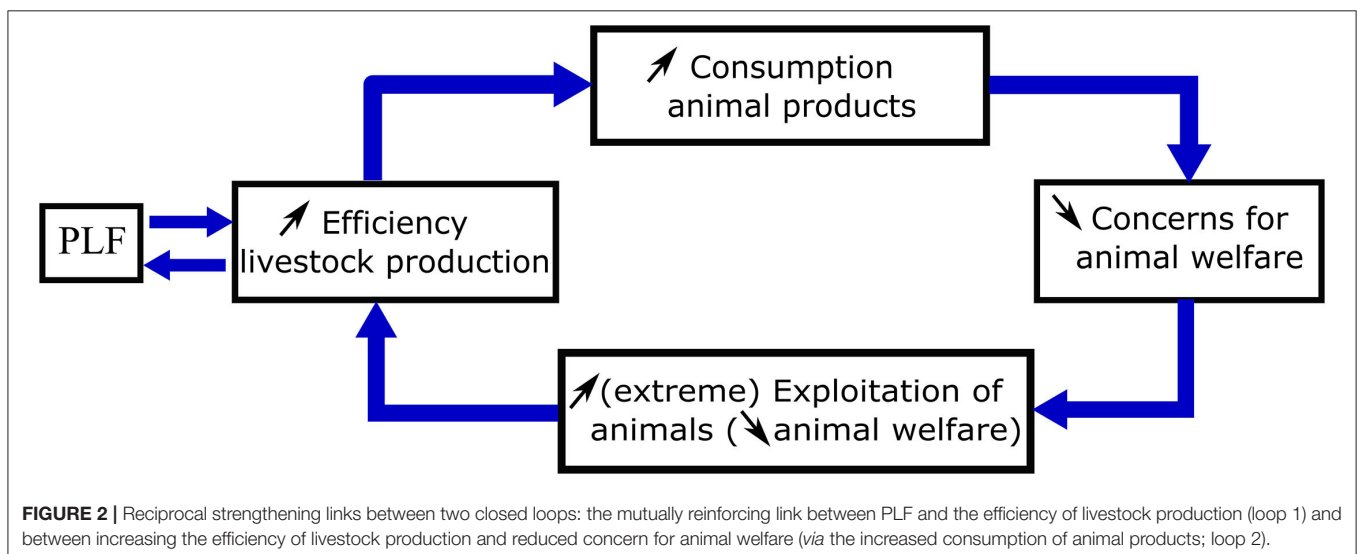 Consumption
animal products
PLF
Efficiency
livestock production
Concerns for
animal welfare
(extreme) Exploitation of
animals (↘animal welfare)
FIGURE 2 | Reciprocal strengthening links between two closed loops: the mutually reinforcing link between PLF and the efficiency of livestock production (loop 1) and
between increasing the efficiency of livestock production and reduced concern for animal welfare (via the increased consumption of animal products; loop 2).